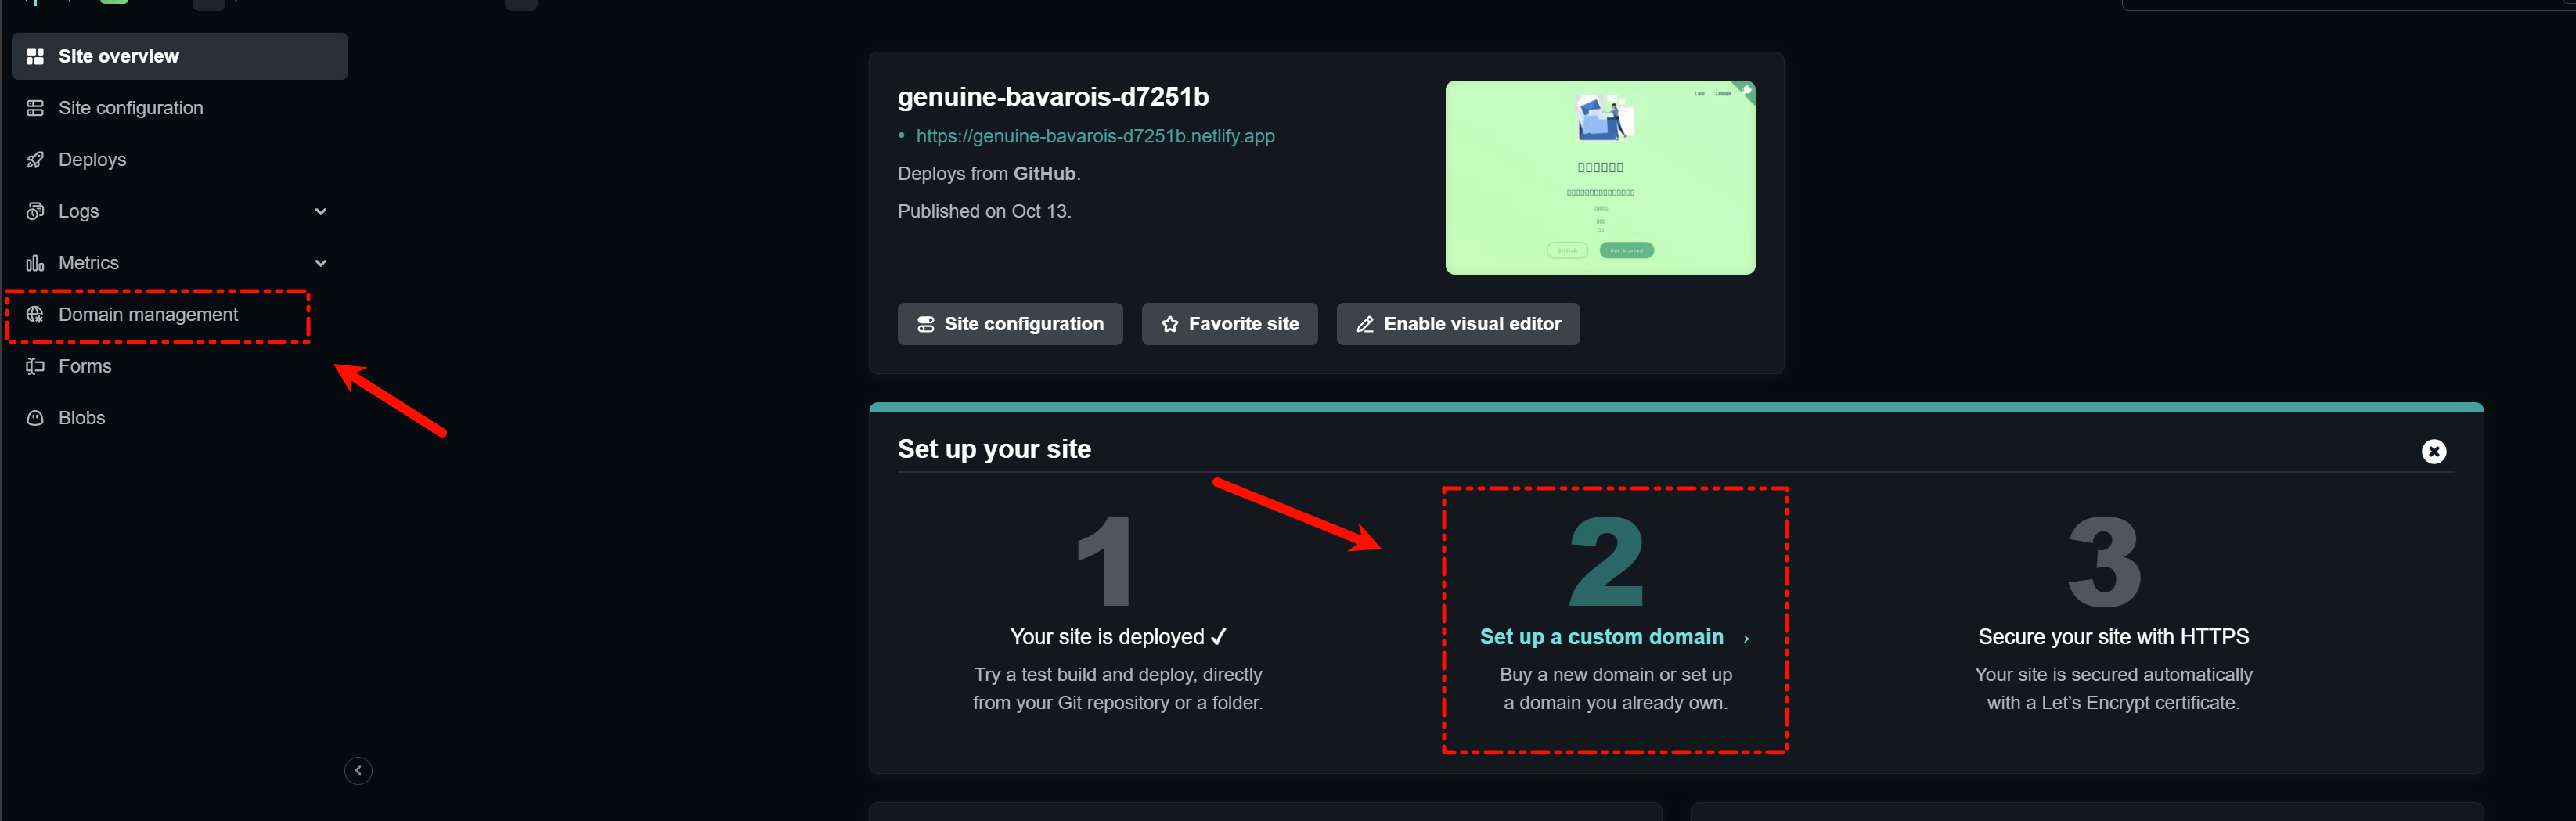 Site overview
Site configuration
Deploys
Logs
Metrics
Domain management
Forms
Blobs
genuine-bavarois-d7251b
• https://genuine-bavarois-d7251b.netlify.app
Deploys from GitHub.
Published on Oct 13.
GitHub
Get Started
Site configuration
Favorite site
Enable visual editor
Set up your site
1
Your site is deployed ✓
Try a test build and deploy, directly
from your Git repository or a folder.
2
Set up a custom domain →
Buy a new domain or set up
a domain you already own.
3
Secure your site with HTTPS
Your site is secured automatically
with a Let's Encrypt certificate.